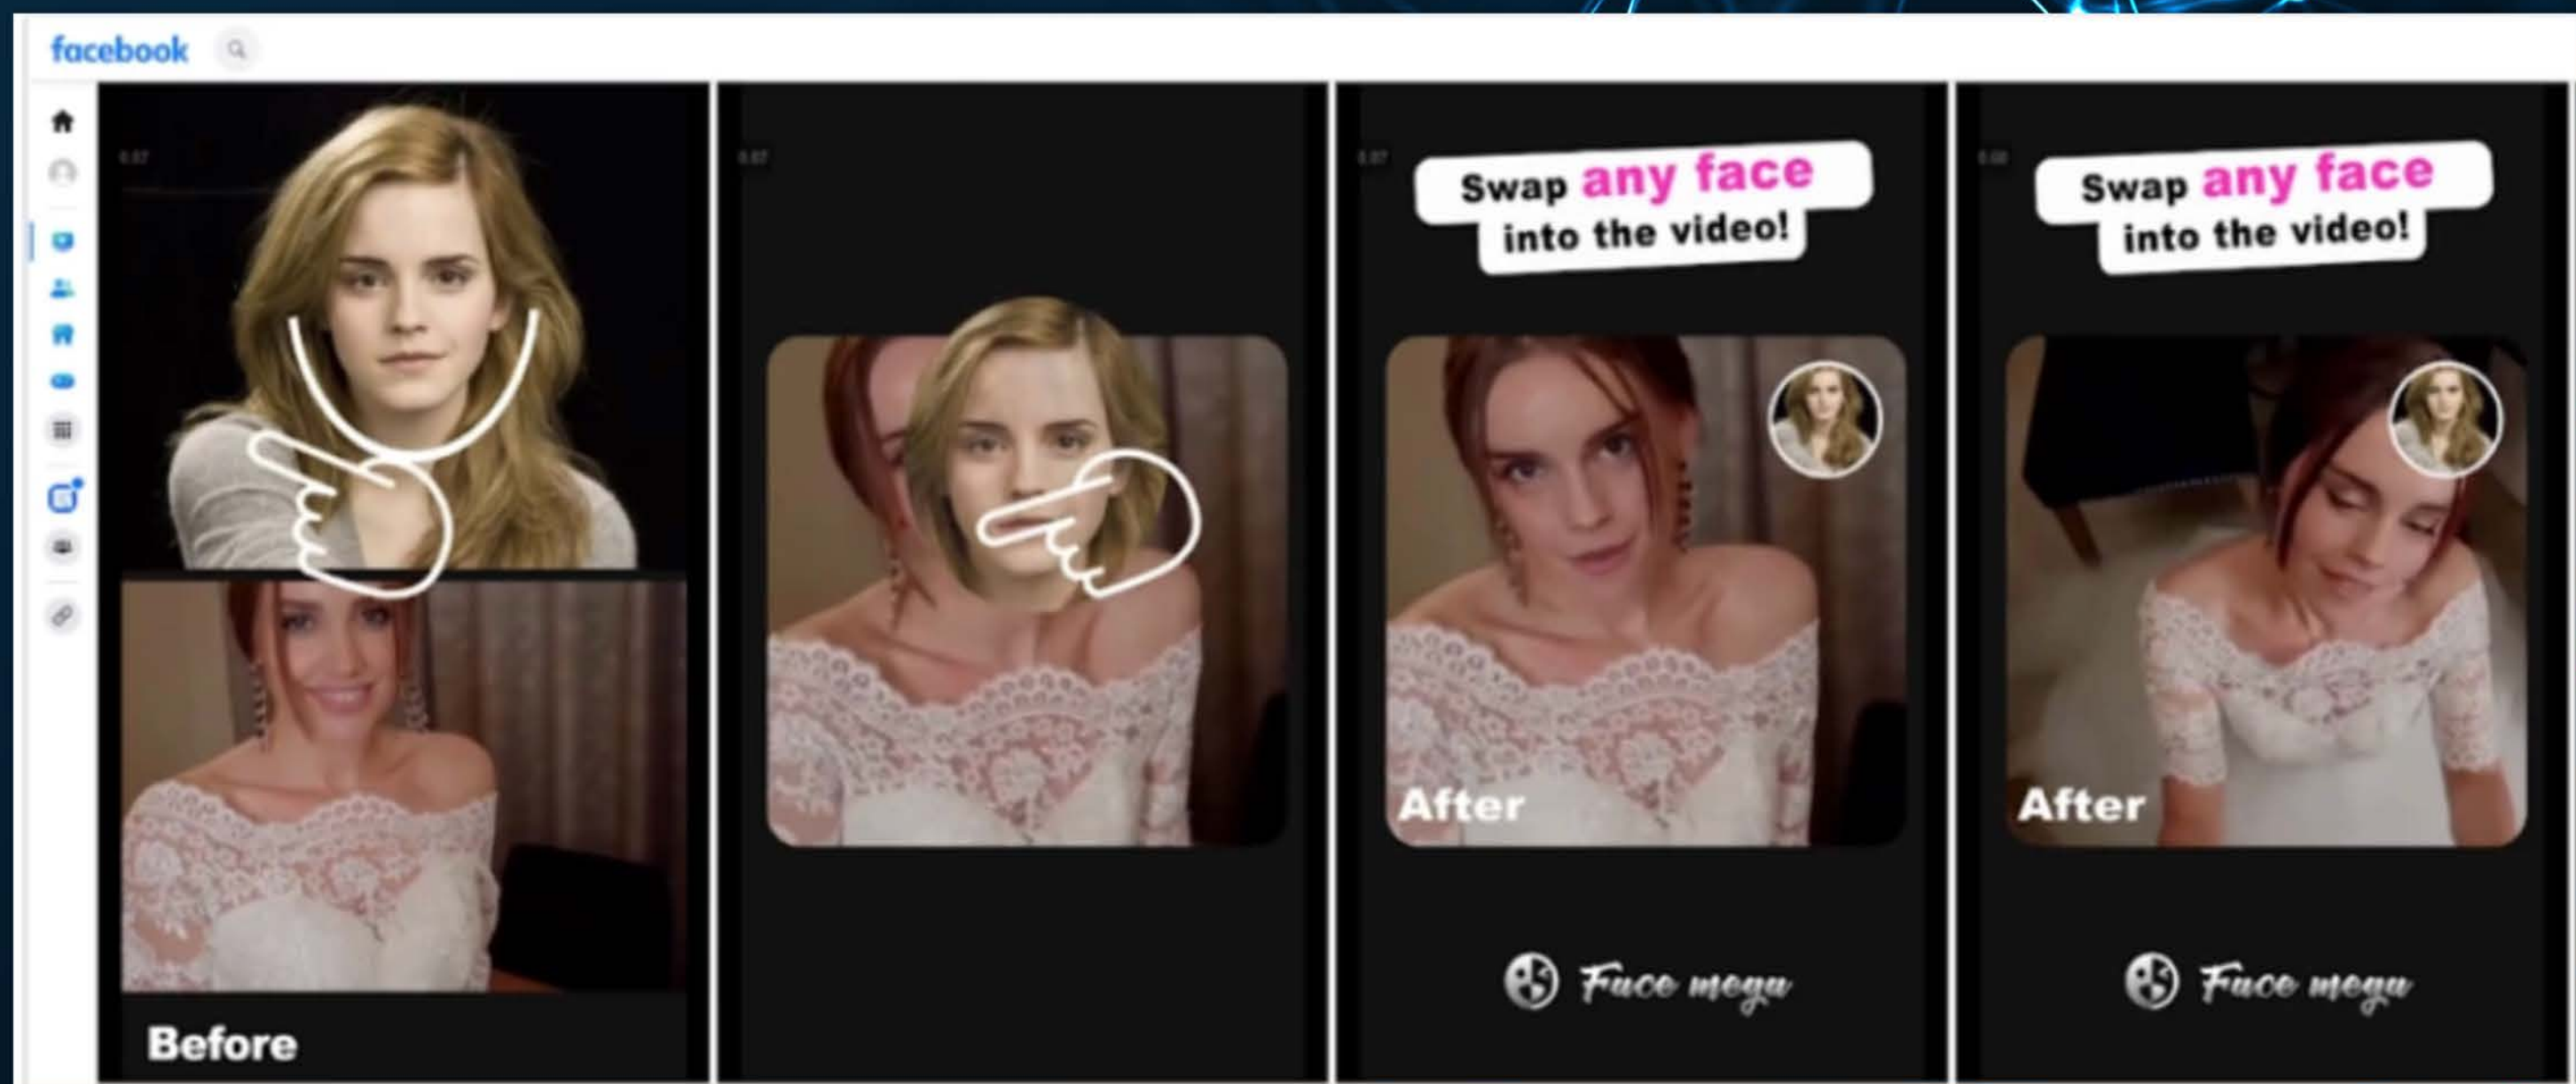 facebook
Before
Swap any face
into the video!
After
Face mega
Swap any face
into the video!
After
Face mega